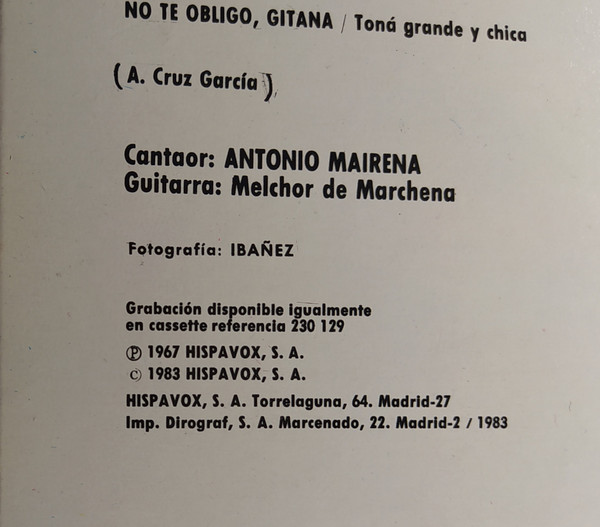 NO TE OBLIGO, GITANA / Toná grande y chica
(A. Cruz García)
Cantaor: ANTONIO MAIRENA
Guitarra: Melchor de Marchena
Fotografía: IBAÑEZ
Grabación disponible igualmente
en cassette referencia 230 129
Ⓟ 1967 HISPAVOX, S. A.
© 1983 HISPAVOX, S. A.
HISPAVOX, S. A. Torrelaguna, 64. Madrid-27
Imp. Dirograf, S. A. Marcenado, 22. Madrid-2 / 1983